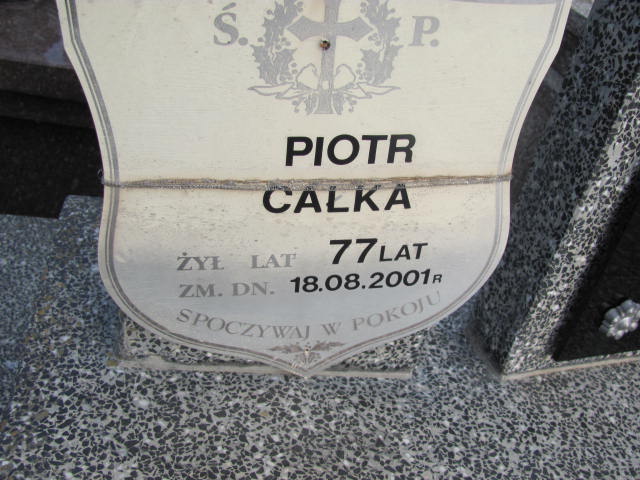 Ś. P.
PIOTR
CAŁKA
ŻYŁ LAT 77 LAT
ZM. DN. 18.08.2001 R
SPOCZYWAJ W POKOJU